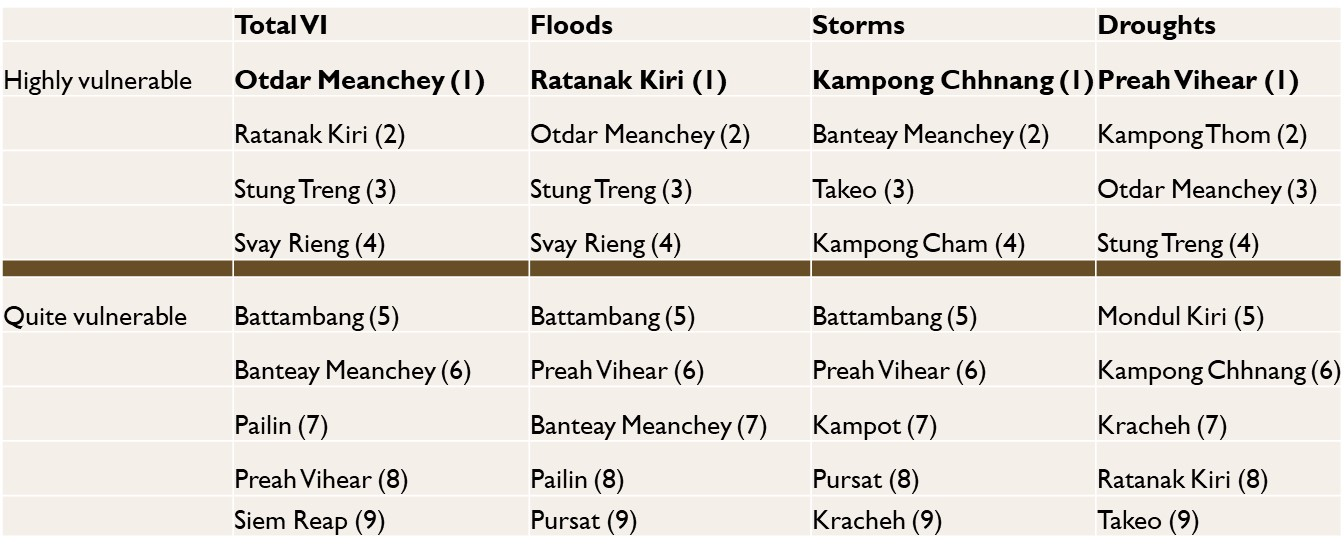 Total VI Floods Storms Droughts
Highly vulnerable Otdar Meanchey (1) Ratanak Kiri (1) Kampong Chhnang (1) Preah Vihear (1)
Ratanak Kiri (2) Otdar Meanchey (2) Banteay Meanchey (2) Kampong Thom (2)
Stung Treng (3) Stung Treng (3) Takeo (3) Otdar Meanchey (3)
Svay Rieng (4) Svay Rieng (4) Kampong Cham (4) Stung Treng (4)
Quite vulnerable Battambang (5) Battambang (5) Battambang (5) Mondul Kiri (5)
Banteay Meanchey (6) Preah Vihear (6) Preah Vihear (6) Kampong Chhnang (6)
Pailin (7) Banteay Meanchey (7) Kampot (7) Kracheh (7)
Preah Vihear (8) Pailin (8) Pursat (8) Ratanak Kiri (8)
Siem Reap (9) Pursat (9) Kracheh (9) Takeo (9)